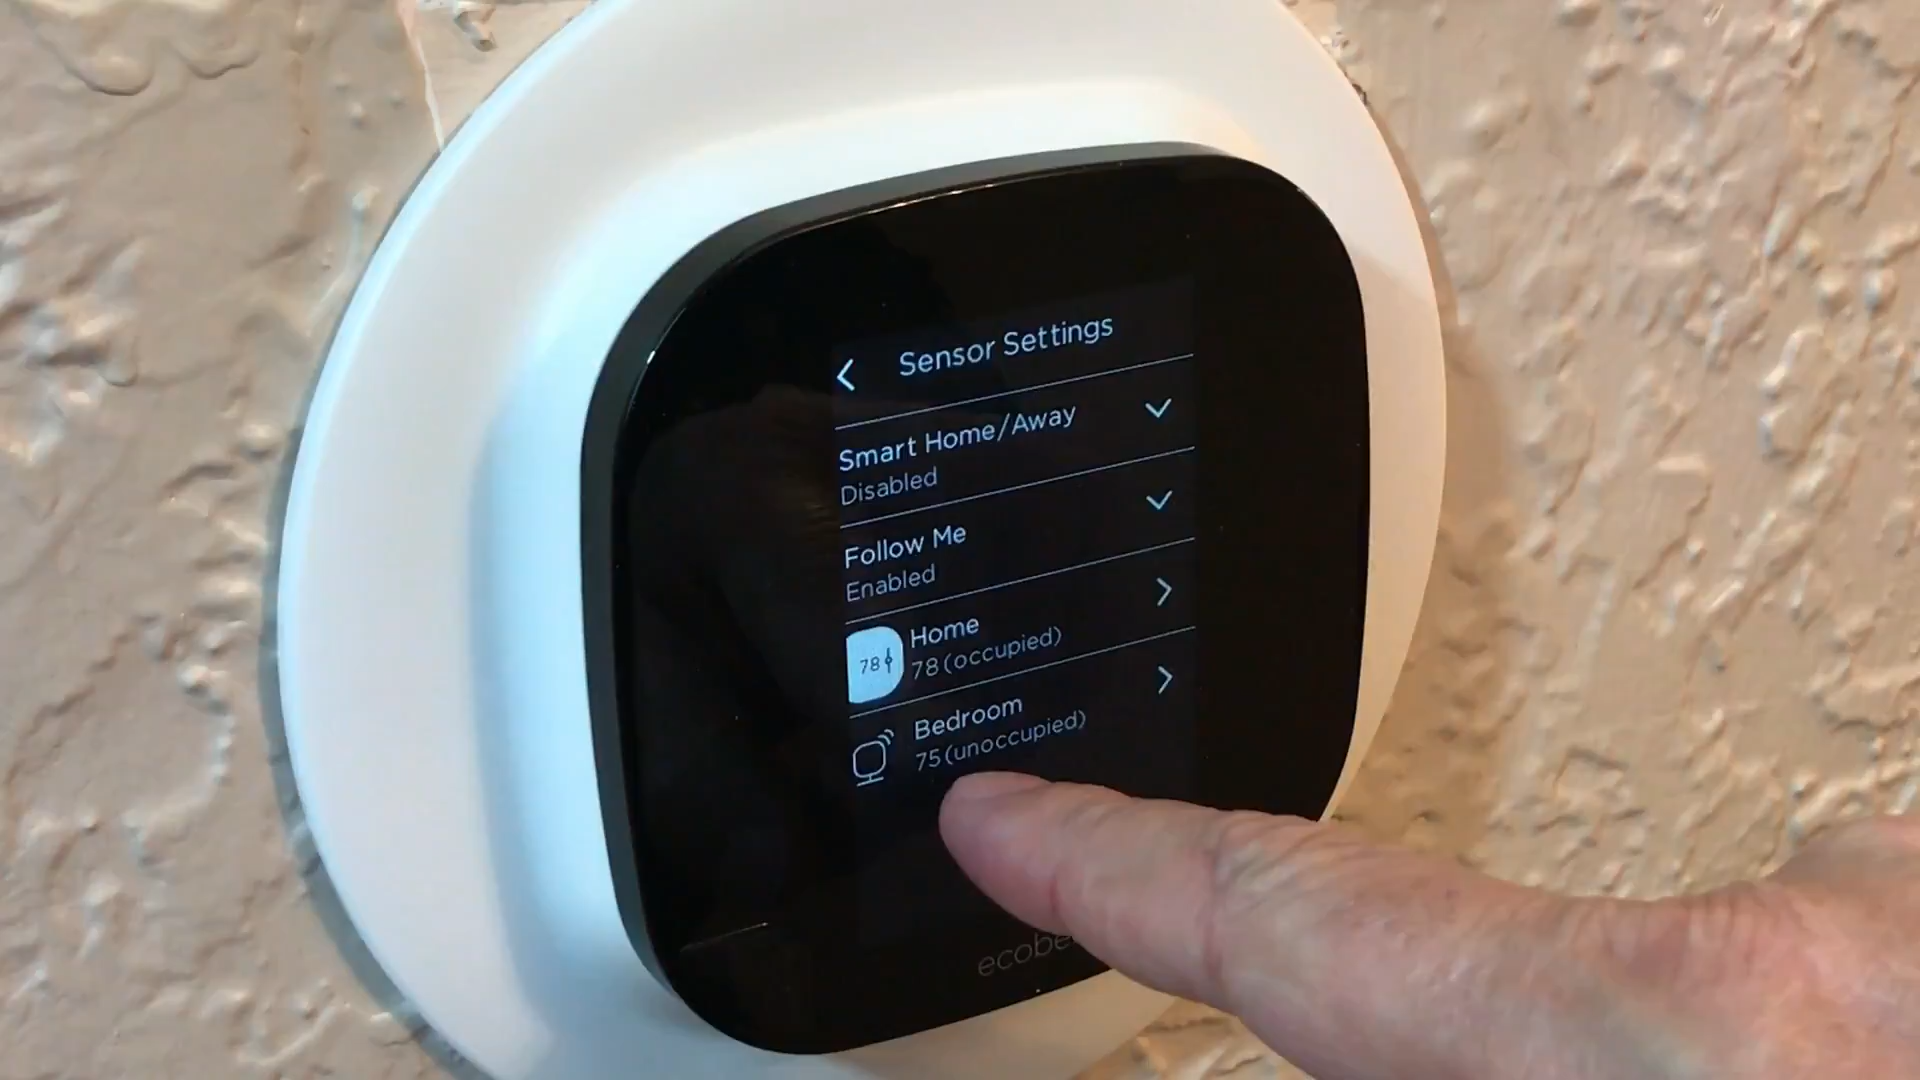 Sensor Settings
Smart Home/Away
Disabled
Follow Me
Enabled
Home
78 (occupied)
78
Bedroom
75 (unoccupied)